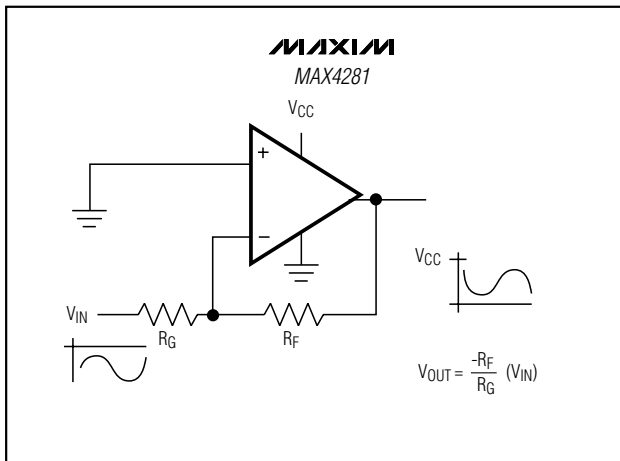 MAXIM
MAX4281
VCC
+
−
VIN
RG
RF
VCC
VOUT = -RF / RG (VIN)